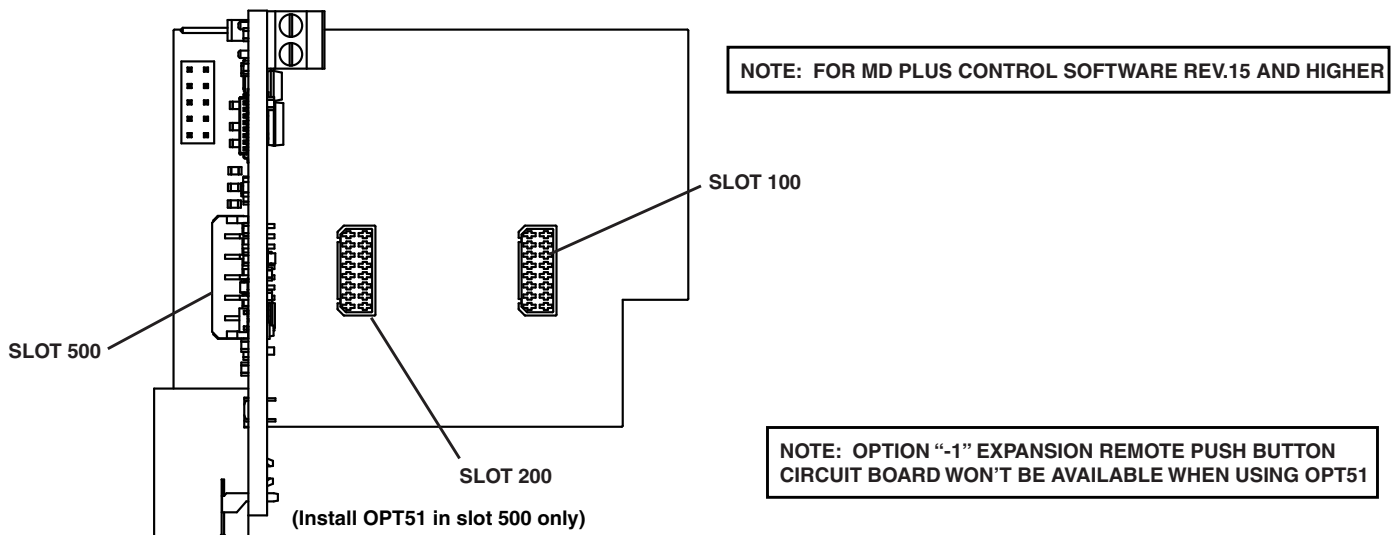 NOTE: FOR MD PLUS CONTROL SOFTWARE REV.15 AND HIGHER
SLOT 100
SLOT 500
SLOT 200
(Install OPT51 in slot 500 only)
NOTE: OPTION “-1” EXPANSION REMOTE PUSH BUTTON
CIRCUIT BOARD WON’T BE AVAILABLE WHEN USING OPT51